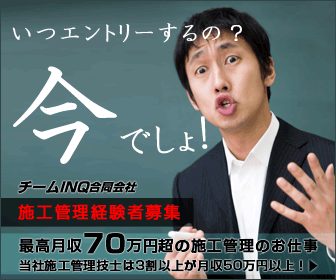 いつエントリーするの?
今でしょ!
チームINQ合同会社
施工管理経験者募集
最高月収70万円超の施工管理のお仕事
当社施工管理技士は3割以上が月収50万円以上!